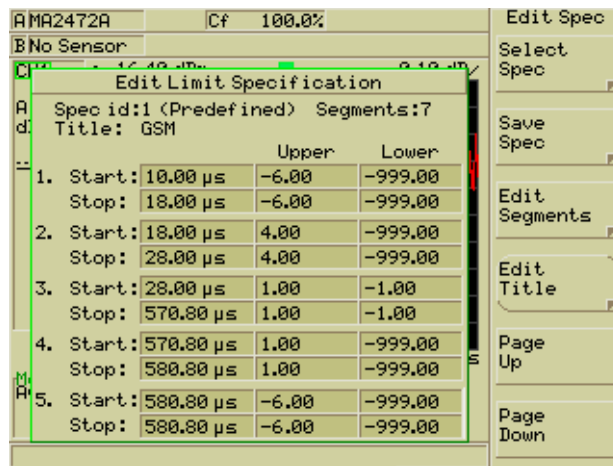 A MA2472A Cf 100.0%
B No Sensor
Edit Limit Specification
Spec id:1 (Predefined) Segments:7
Title: GSM
Upper Lower
1. Start: 10.00 µs -6.00 -999.00
Stop: 18.00 µs -6.00 -999.00
2. Start: 18.00 µs 4.00 -999.00
Stop: 28.00 µs 4.00 -999.00
3. Start: 28.00 µs 1.00 -1.00
Stop: 570.80 µs 1.00 -1.00
4. Start: 570.80 µs 1.00 -999.00
Stop: 580.80 µs 1.00 -999.00
5. Start: 580.80 µs -6.00 -999.00
Stop: 580.80 µs -6.00 -999.00
Edit Spec
Select
Spec
Save
Spec
Edit
Segments
Edit
Title
Page
Up
Page
Down